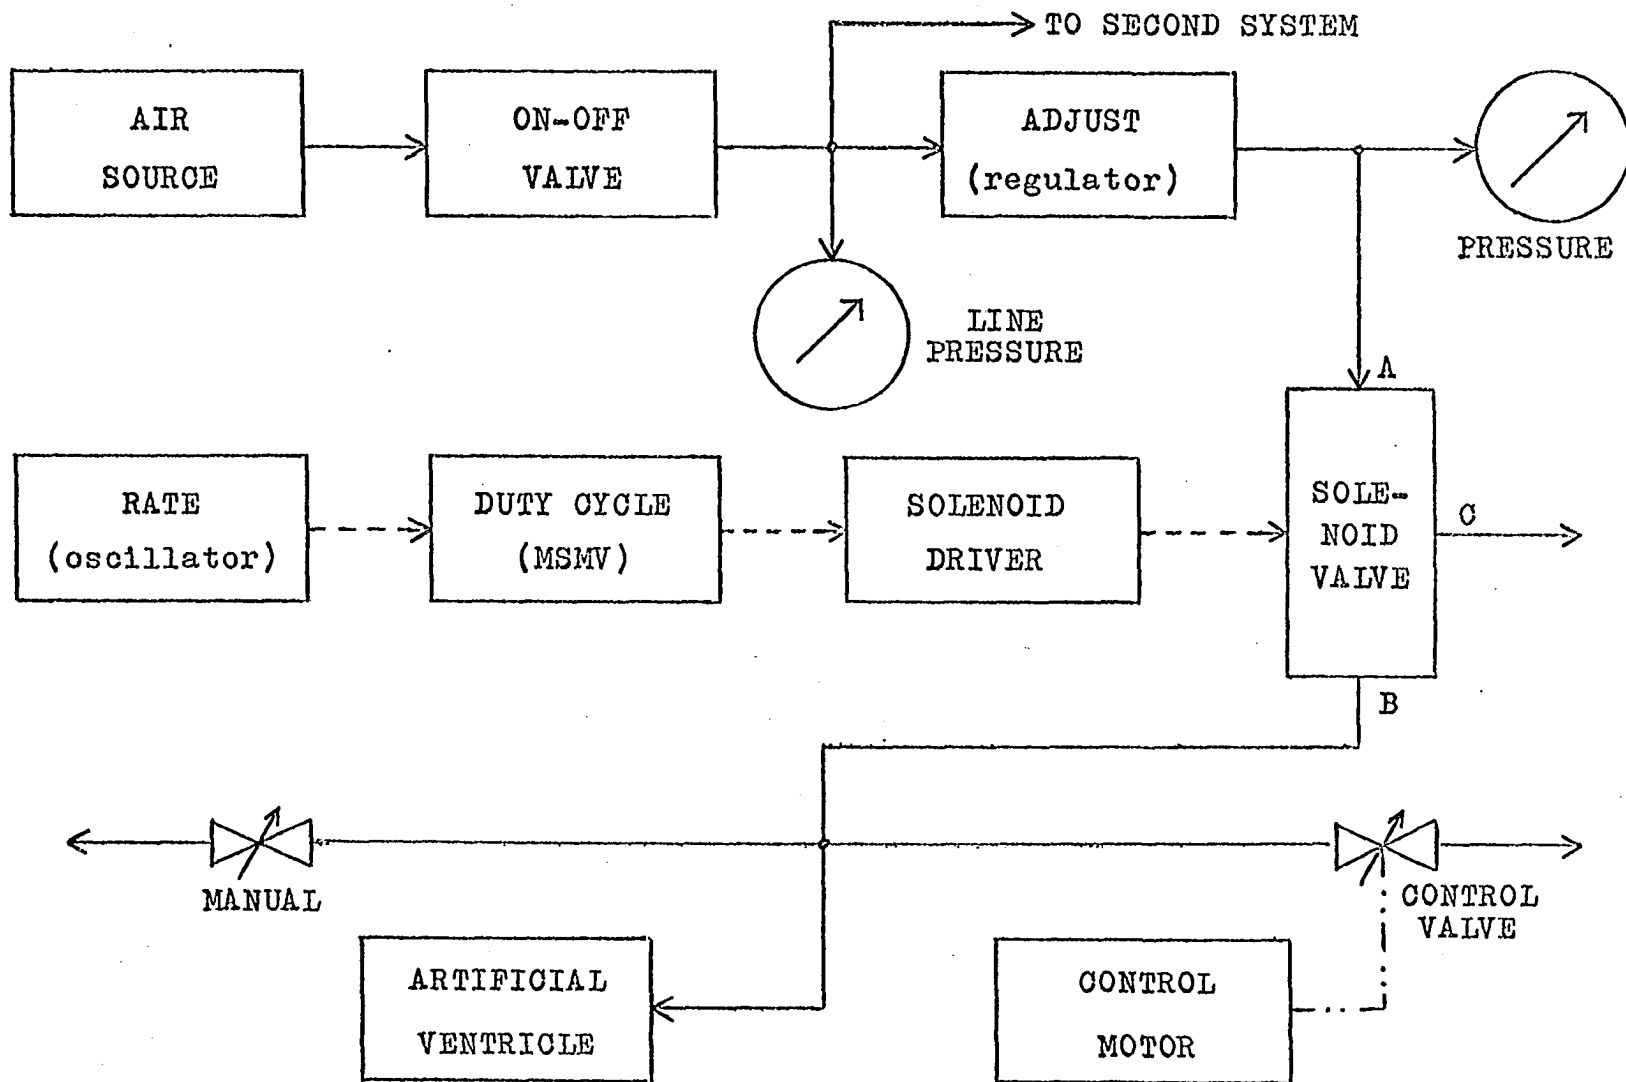 TO SECOND SYSTEM
AIR
SOURCE
ON-OFF
VALVE
ADJUST
(regulator)
PRESSURE
LINE
PRESSURE
A
RATE
(oscillator)
DUTY CYCLE
(MSMV)
SOLENOID
DRIVER
SOLE-
NOID
VALVE
C
B
MANUAL
CONTROL
VALVE
ARTIFICIAL
VENTRICLE
CONTROL
MOTOR